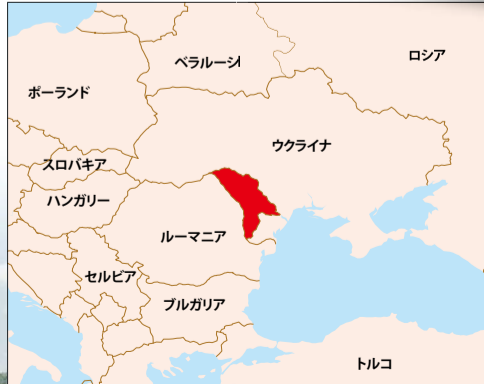 ロシア
ベラルーシ
ポーランド
ウクライナ
スロバキア
ハンガリー
ルーマニア
セルビア
ブルガリア
トルコ